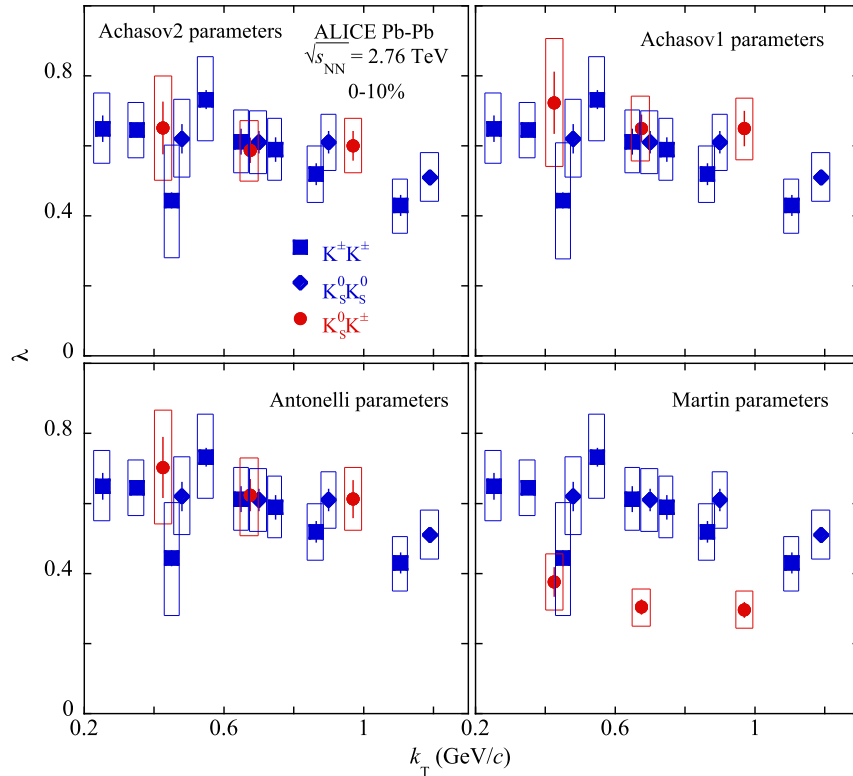 Achasov2 parameters
ALICE Pb-Pb
√sNN = 2.76 TeV
0-10%
Achasov1 parameters
0.8
0.4
0
K±K±
K0SK0S
K0SK±
λ
Antonelli parameters
Martin parameters
0.8
0.4
0
0.2 0.6 1 0.2 0.6 1
kT (GeV/c)